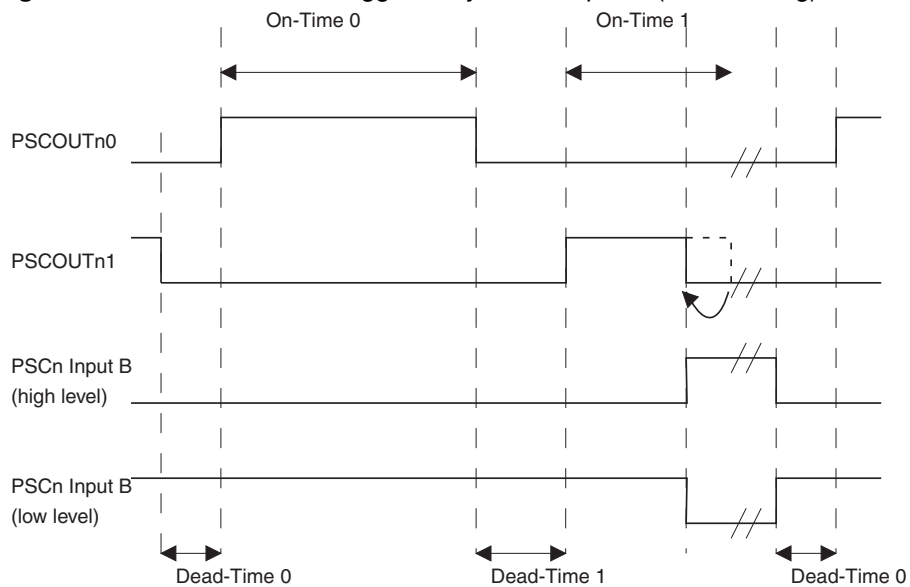 On-Time 0 On-Time 1
PSCOUTn0
PSCOUTn1
PSCn Input B
(high level)
PSCn Input B
(low level)
Dead-Time 0 Dead-Time 1 Dead-Time 0